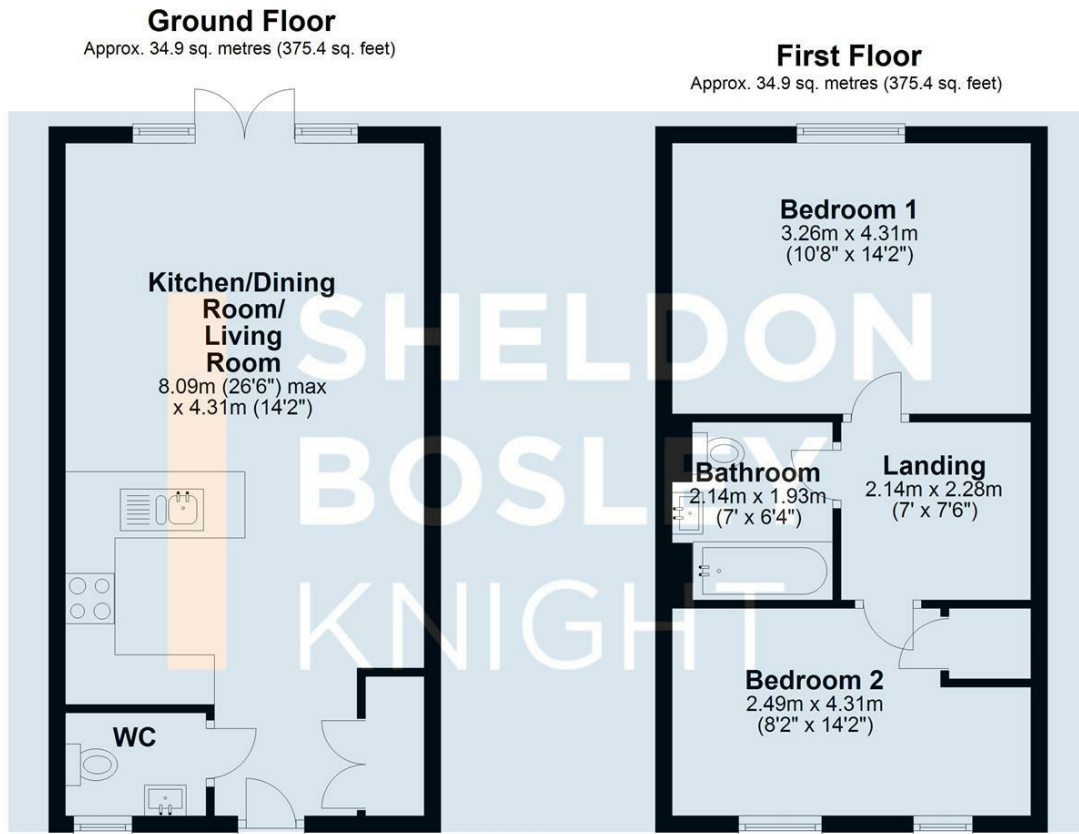 Ground Floor
Approx. 34.9 sq. metres (375.4 sq. feet)
Kitchen/Dining
Room/
Living
Room
8.09m (26'6") max
x 4.31m (14'2")
WC
First Floor
Approx. 34.9 sq. metres (375.4 sq. feet)
Bedroom 1
3.26m x 4.31m
(10'8" x 14'2")
Bathroom
2.14m x 1.93m
(7' x 6'4")
Landing
2.14m x 2.28m
(7' x 7'6")
Bedroom 2
2.49m x 4.31m
(8'2" x 14'2")
SHELDON
BOSLEY
KNIGHT